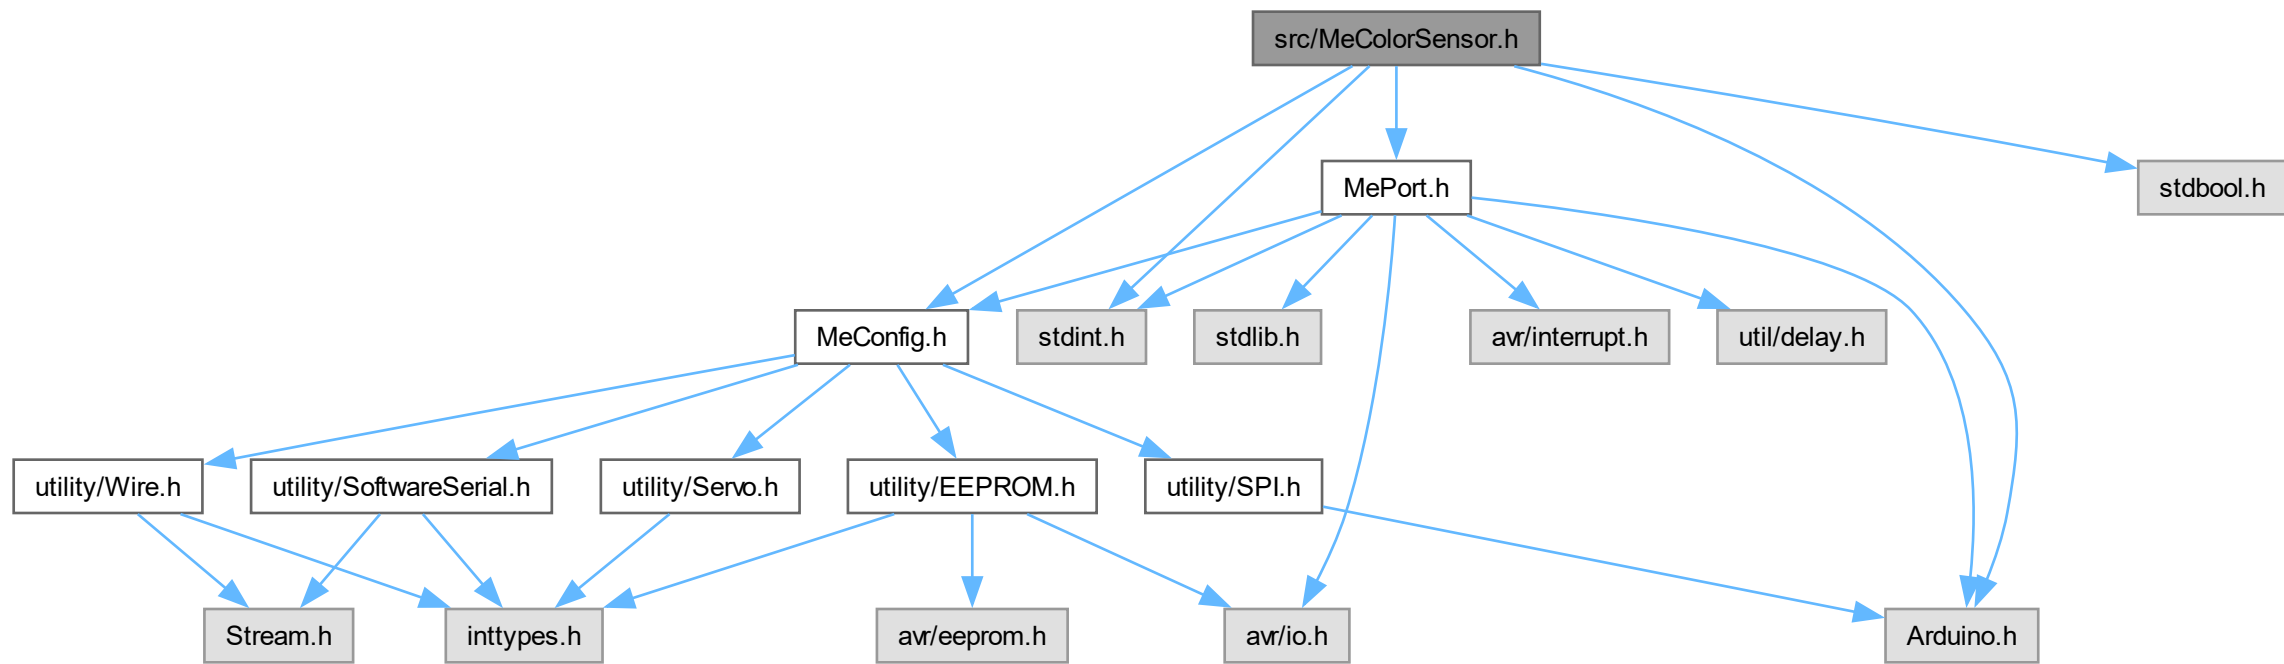 src/MeColorSensor.h
MePort.h
stdbool.h
MeConfig.h
stdint.h
stdlib.h
avr/interrupt.h
util/delay.h
utility/Wire.h
utility/SoftwareSerial.h
utility/Servo.h
utility/EEPROM.h
utility/SPI.h
Stream.h
inttypes.h
avr/eeprom.h
avr/io.h
Arduino.h